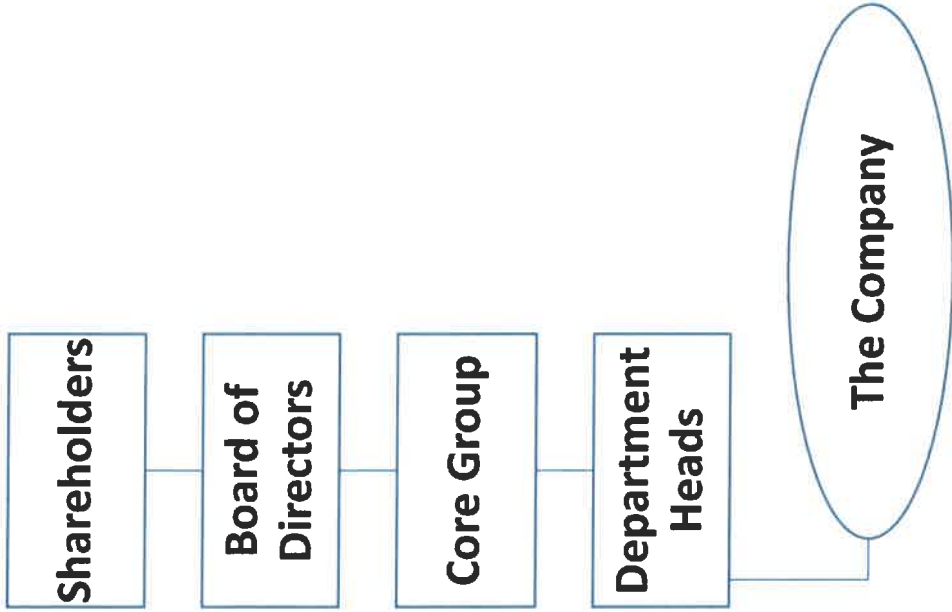 Shareholders
Board of
Directors
Core Group
Department
Heads
The Company